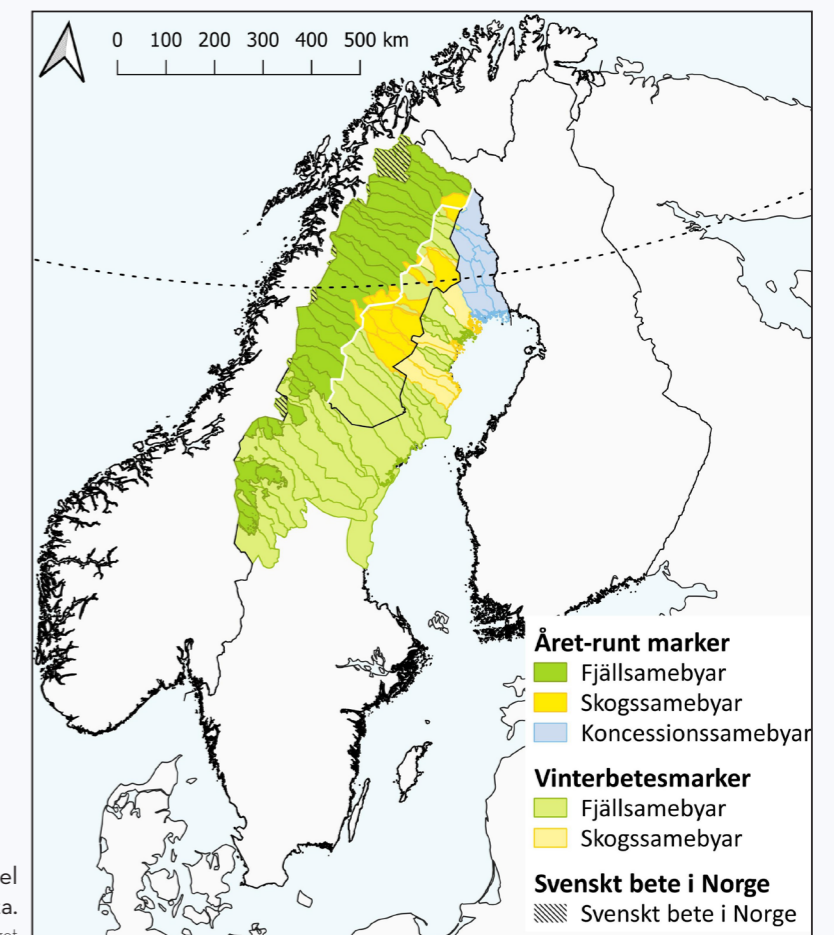 0 100 200 300 400 500 km
Året-runt marker
Fjällsamebyar
Skogssamebyar
Koncessionssamebyar
Vinterbetesmarker
Fjällsamebyar
Skogssamebyar
Svenskt bete i Norge
Svenskt bete i Norge
el